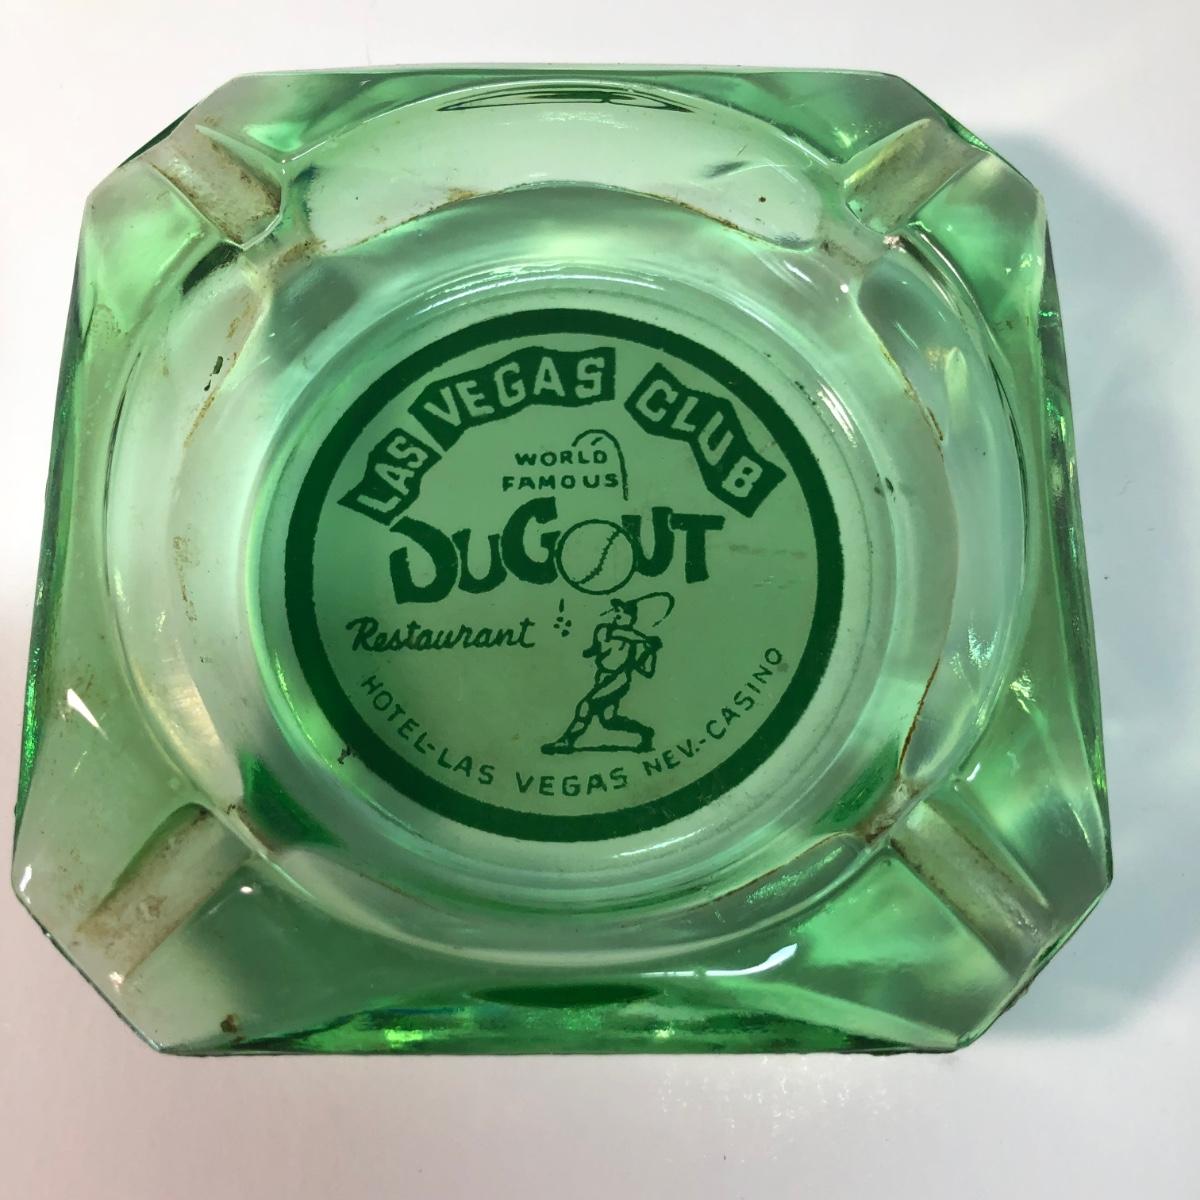 LAS VEGAS CLUB
WORLD
FAMOUS
DUGOUT
Restaurant
HOTEL-LAS VEGAS NEV.-CASINO